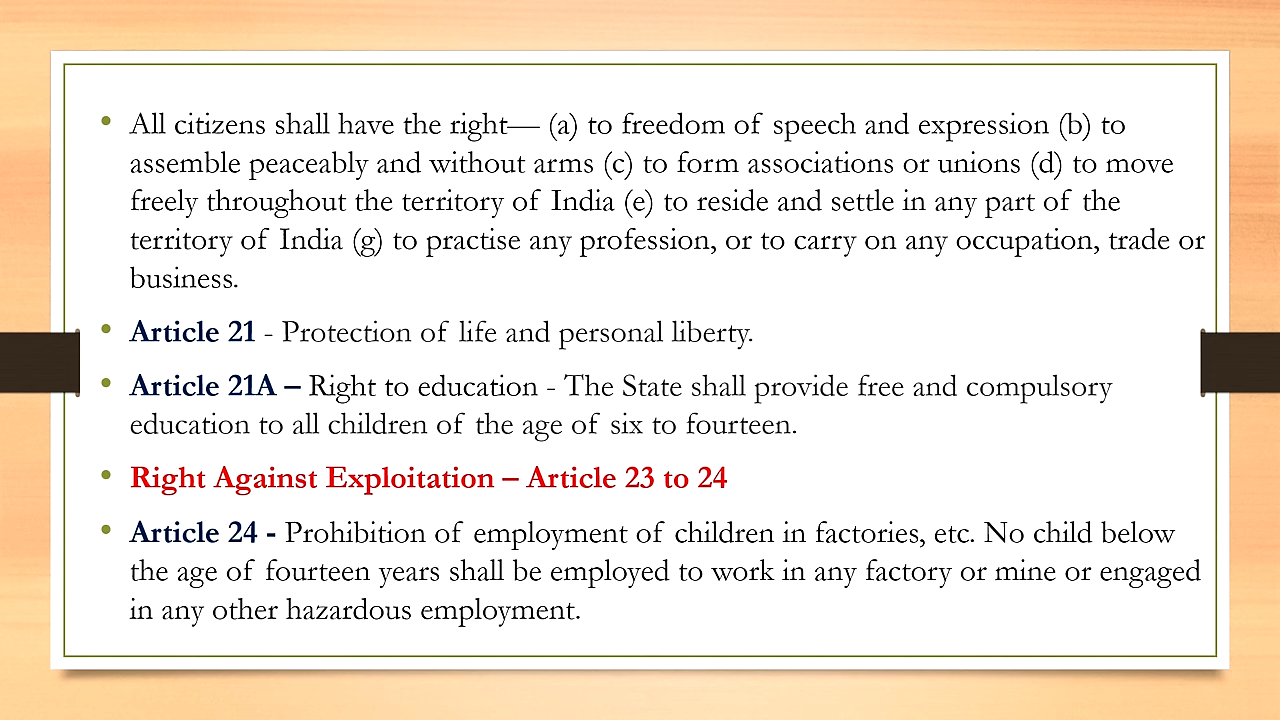 • All citizens shall have the right— (a) to freedom of speech and expression (b) to
assemble peaceably and without arms (c) to form associations or unions (d) to move
freely throughout the territory of India (e) to reside and settle in any part of the
territory of India (g) to practise any profession, or to carry on any occupation, trade or
business.
• Article 21 - Protection of life and personal liberty.
• Article 21A – Right to education - The State shall provide free and compulsory
education to all children of the age of six to fourteen.
• Right Against Exploitation – Article 23 to 24
• Article 24 - Prohibition of employment of children in factories, etc. No child below
the age of fourteen years shall be employed to work in any factory or mine or engaged
in any other hazardous employment.